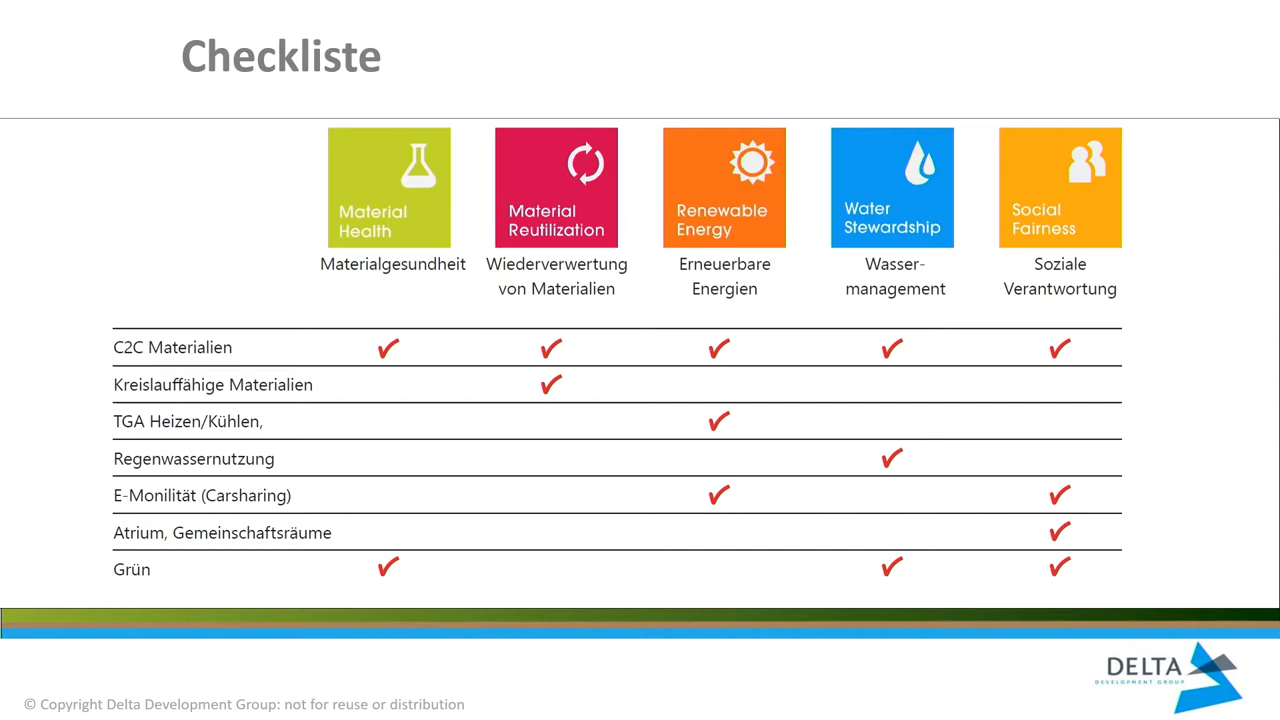 Checkliste
Material
Health
Material
Reutilization
Renewable
Energy
Water
Stewardship
Social
Fairness
Materialgesundheit
Wiederverwertung
von Materialien
Erneuerbare
Energien
Wasser-
management
Soziale
Verantwortung
C2C Materialien
Kreislauffähige Materialien
TGA Heizen/Kühlen,
Regenwassernutzung
E-Monilität (Carsharing)
Atrium, Gemeinschaftsräume
Grün
DELTA
DEVELOPMENT GROUP
© Copyright Delta Development Group: not for reuse or distribution